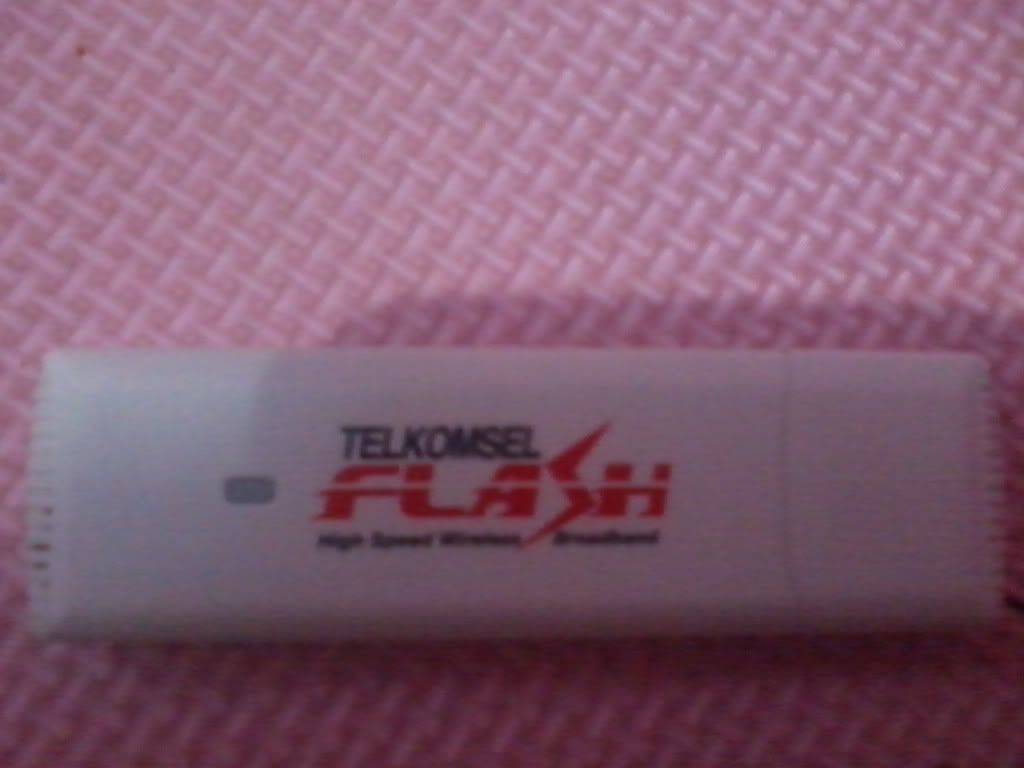 TELKOMSEL
FLASH
High Speed Wireless Broadband